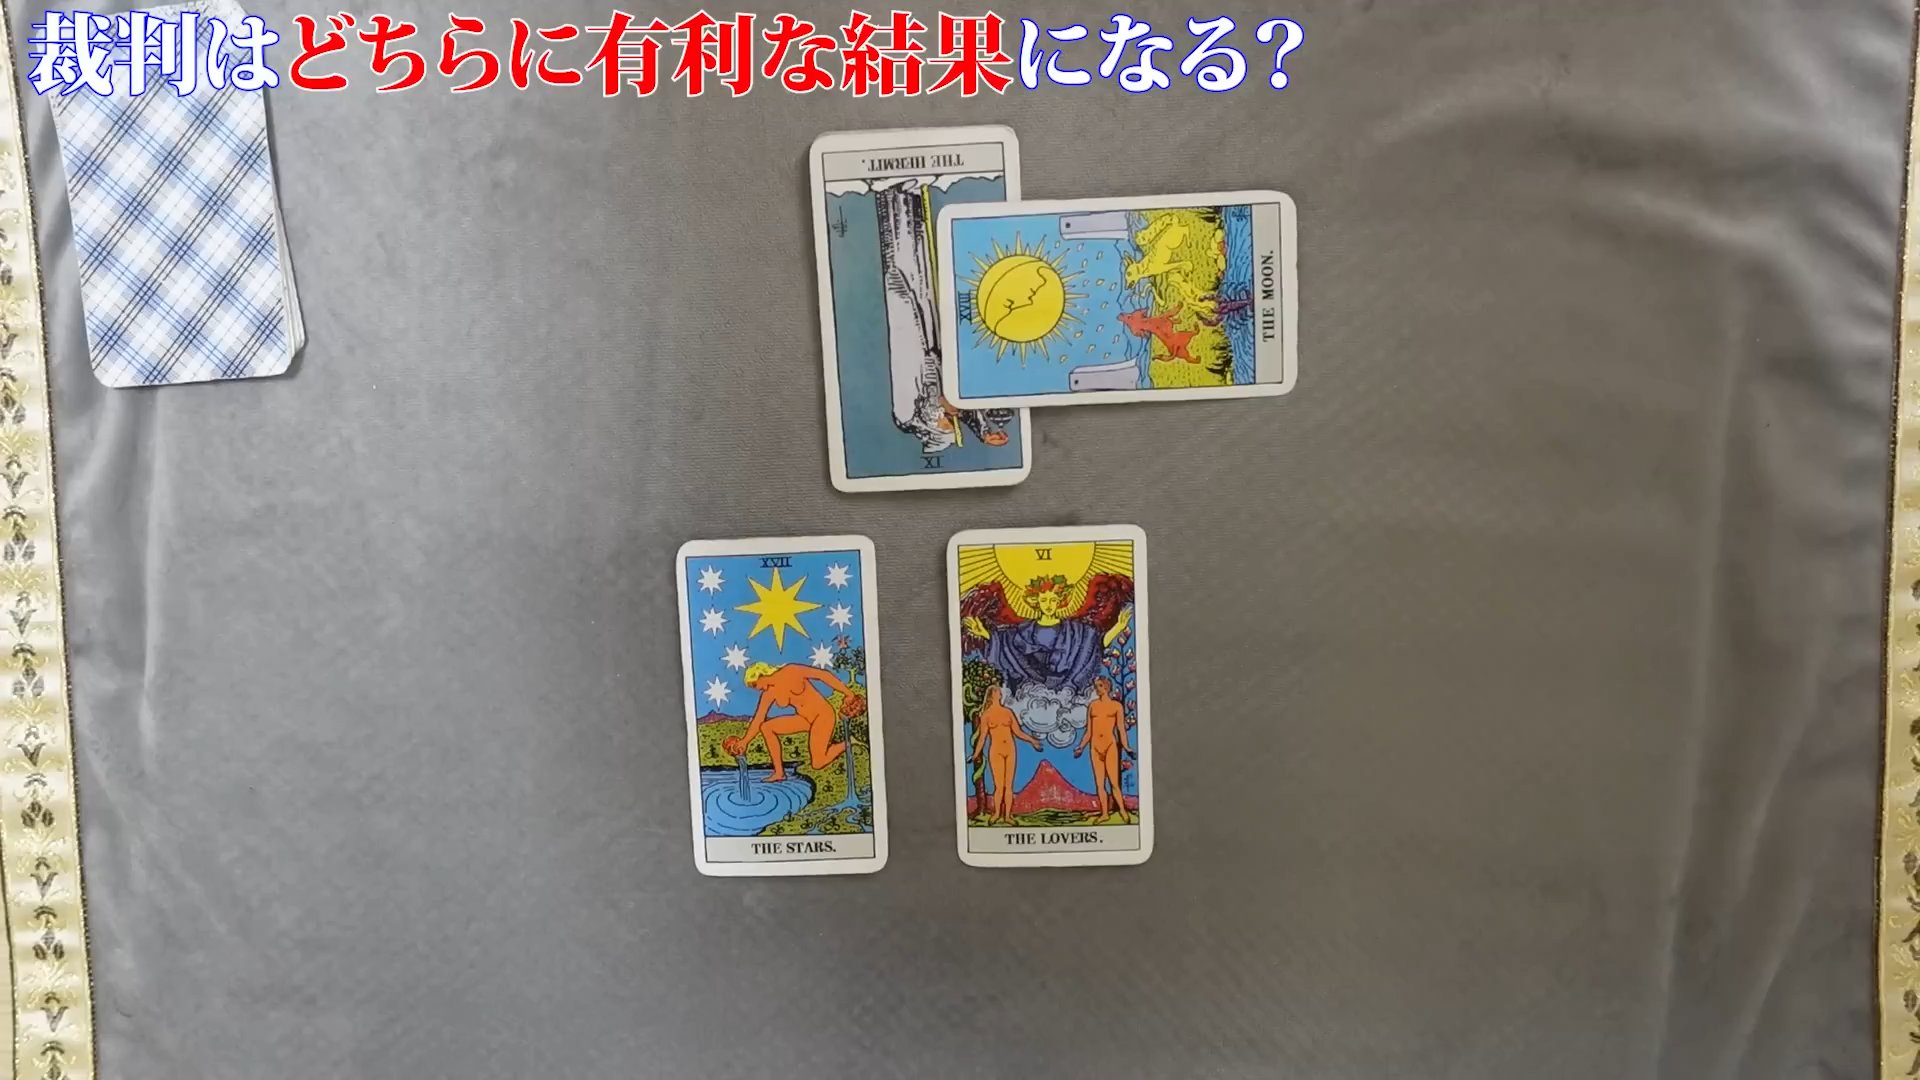 裁判はどちらに有利な結果になる?
THE HERMIT.
IX
XVIII
THE MOON.
XVII
THE STARS.
VI
THE LOVERS.